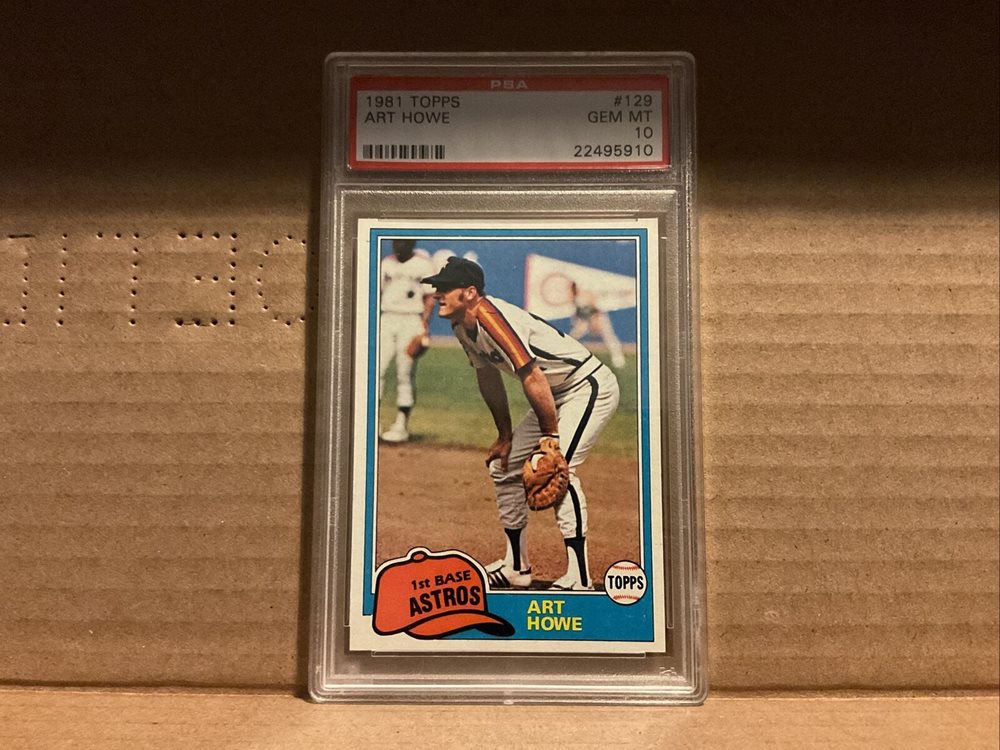 PSA
1981 TOPPS #129
ART HOWE GEM MT
10
22495910
1st BASE
ASTROS
TOPPS
ART
HOWE